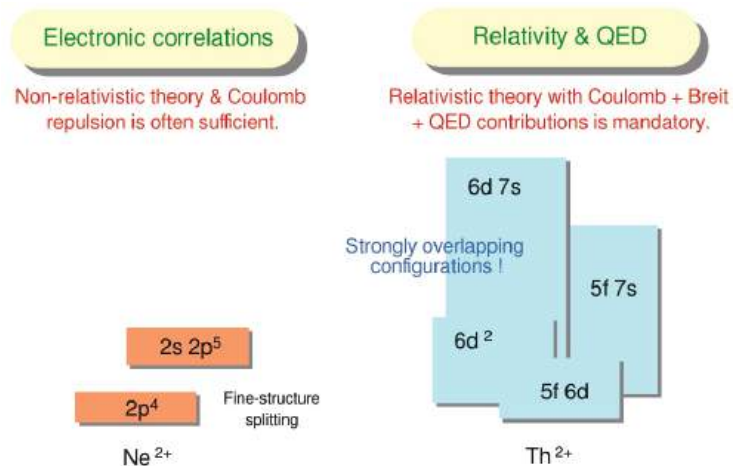 Electronic correlations
Relativity & QED
Non-relativistic theory & Coulomb
repulsion is often sufficient.
Relativistic theory with Coulomb + Breit
+ QED contributions is mandatory.
6d 7s
Strongly overlapping
configurations !
5f 7s
2s 2p⁵
6d ²
2p⁴
Fine-structure
splitting
5f 6d
Ne ²⁺
Th ²⁺